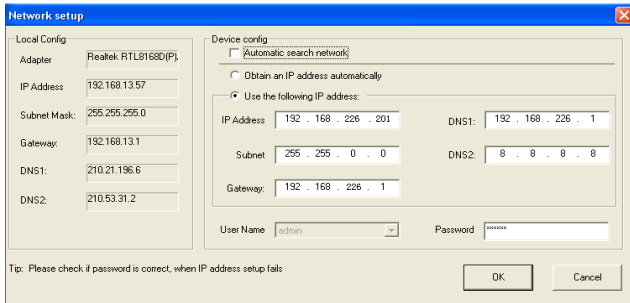 Network setup
Local Config
Adapter Realtek RTL8168D(P)
IP Address 192.168.13.57
Subnet Mask: 255.255.255.0
Gateway: 192.168.13.1
DNS1: 210.21.196.6
DNS2: 210.53.31.2
Device config
Automatic search network
Obtain an IP address automatically
Use the following IP address:
IP Address 192 . 168 . 226 . 201 DNS1: 192 . 168 . 226 . 1
Subnet 255 . 255 . 0 . 0 DNS2: 8 . 8 . 8 . 8
Gateway: 192 . 168 . 226 . 1
User Name admin Password ******
Tip: Please check if password is correct, when IP address setup fails
OK Cancel